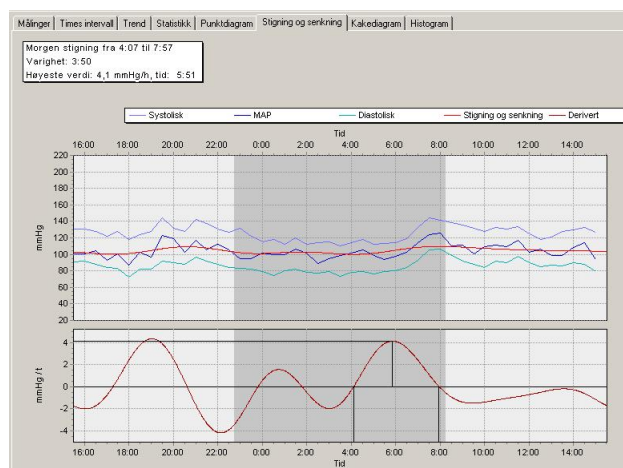 Målinger Times intervall Trend Statistikk Punktdiagram Stigning og senkning Kakediagram Histogram
Morgen stigning fra 4:07 til 7:57
Varighet: 3:50
Høyeste verdi: 4,1 mmHg/h, tid: 5:51
Systolisk MAP Diastolisk Stigning og senkning Derivert
Tid
16:00 18:00 20:00 22:00 0:00 2:00 4:00 6:00 8:00 10:00 12:00 14:00
220
200
180
160
140
120
100
80
60
40
20
mmHg
4
2
0
-2
-4
mmHg /t
16:00 18:00 20:00 22:00 0:00 2:00 4:00 6:00 8:00 10:00 12:00 14:00
Tid